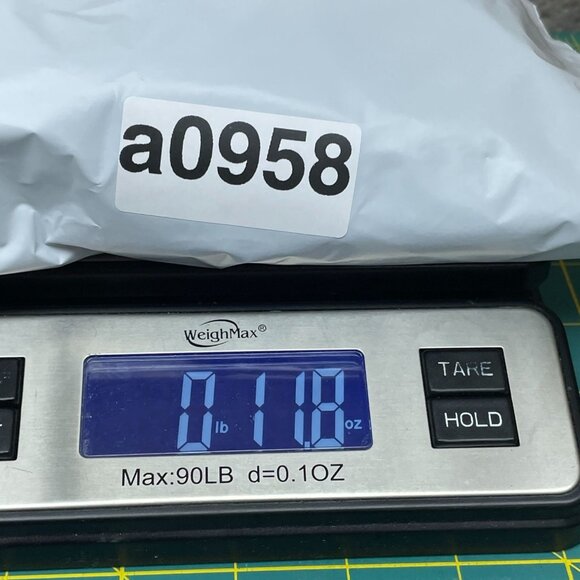 a0958
WeighMax®
0 lb 11.8 oz
TARE
HOLD
Max:90LB d=0.1OZ